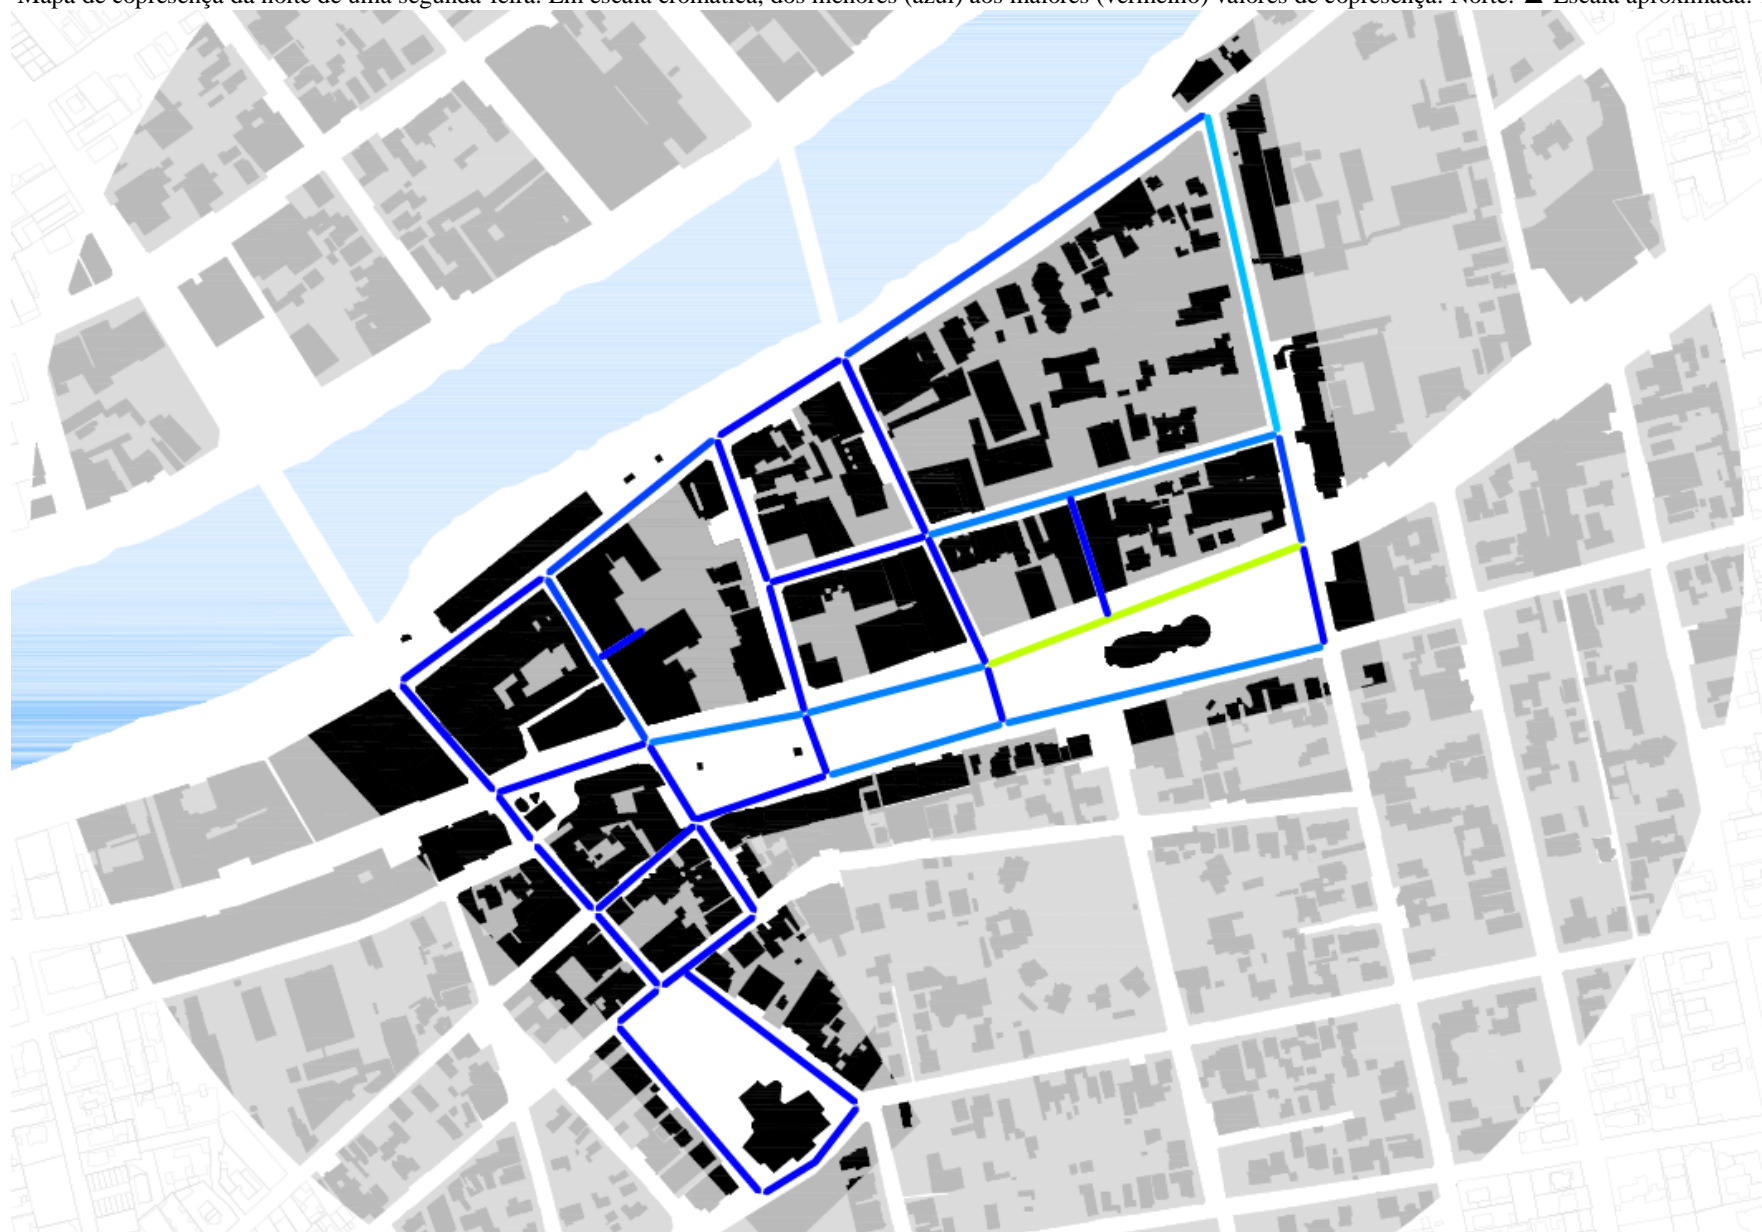 Mapa de copresença da noite de uma segunda-feira. Em escala cromática, dos menores (azul) aos maiores (vermelho) valores de copresença. Norte: ▲ Escala aproximada: